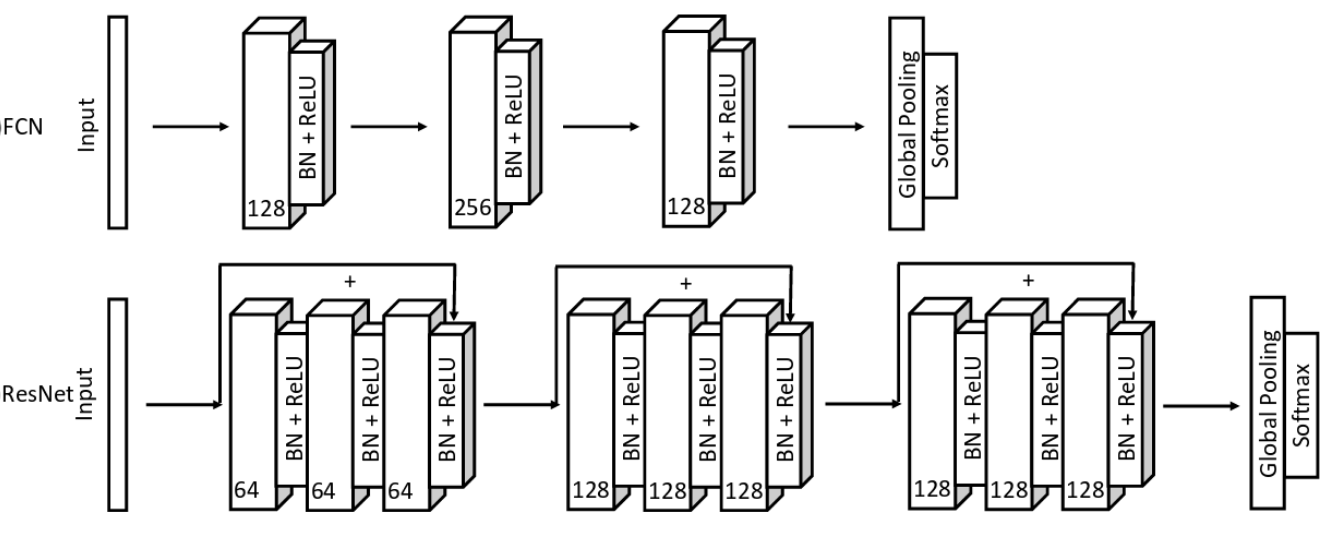 )FCN
Input
128
BN + ReLU
256
BN + ReLU
128
BN + ReLU
Global Pooling
Softmax
)ResNet
Input
+
64
BN + ReLU
64
BN + ReLU
64
BN + ReLU
+
128
BN + ReLU
128
BN + ReLU
128
BN + ReLU
+
128
BN + ReLU
128
BN + ReLU
128
BN + ReLU
Global Pooling
Softmax